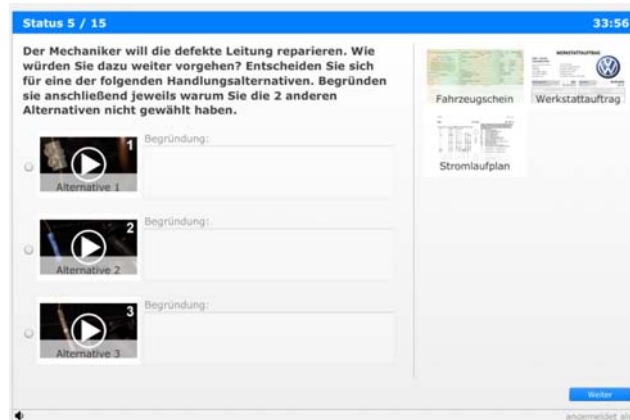 Status 5 / 15
33:56
Der Mechaniker will die defekte Leitung reparieren. Wie
würden Sie dazu weiter vorgehen? Entscheiden Sie sich
für eine der folgenden Handlungsalternativen. Begründen
sie anschließend jeweils warum Sie die 2 anderen
Alternativen nicht gewählt haben.
1
Alternative 1
Begründung:
2
Alternative 2
Begründung:
3
Alternative 3
Begründung:
Fahrzeugschein
WERKSTATTAUFTRAG
Werkstattauftrag
Stromlaufplan
Weiter
angemeldet als